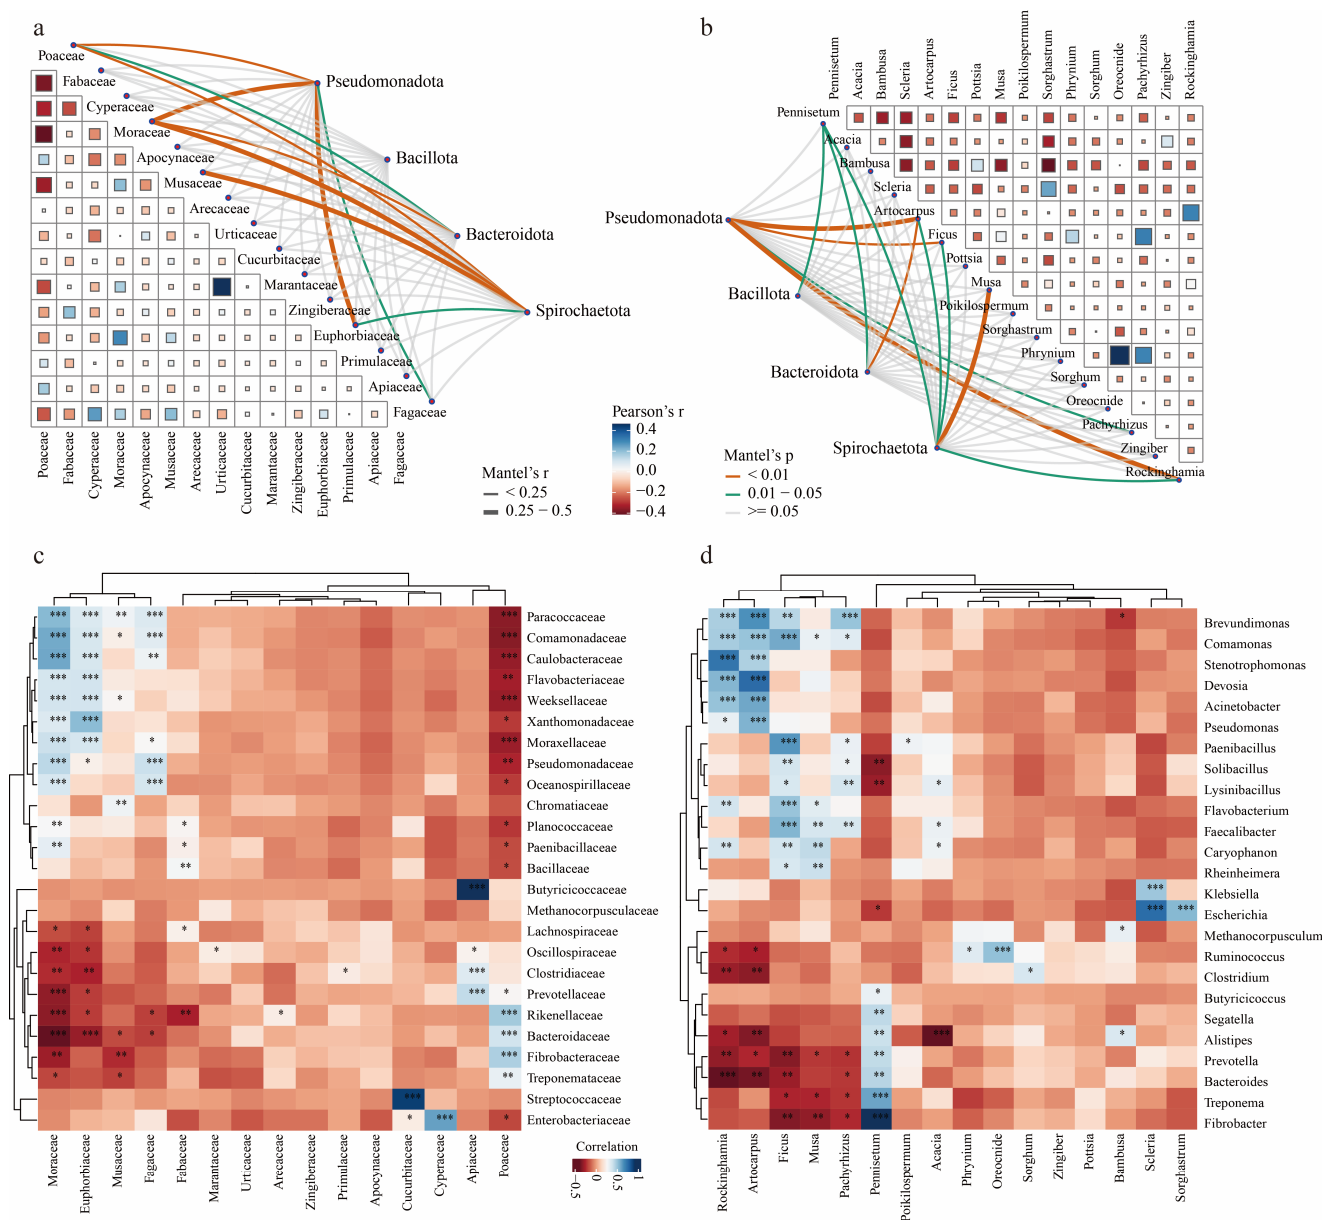 a
Poaceae
Fabaceae
Cyperaceae
Moraceae
Apocynaceae
Musaceae
Arecaceae
Urticaceae
Cucurbitaceae
Marantaceae
Zingiberaceae
Euphorbiaceae
Primulaceae
Apiaceae
Fagaceae
Pseudomonadota
Bacillota
Bacteroidota
Spirochaetota
Poaceae
Fabaceae
Cyperaceae
Moraceae
Apocynaceae
Musaceae
Arecaceae
Urticaceae
Cucurbitaceae
Marantaceae
Zingiberaceae
Euphorbiaceae
Primulaceae
Apiaceae
Fagaceae
Mantel's r
< 0.25
0.25 − 0.5
Pearson's r
0.4
0.2
0.0
−0.2
−0.4
b
Pennisetum
Acacia
Bambusa
Scleria
Artocarpus
Ficus
Pottsia
Musa
Poikilospermum
Sorghastrum
Phrynium
Sorghum
Oreocnide
Pachyrhizus
Zingiber
Rockinghamia
Pennisetum
Acacia
Bambusa
Scleria
Artocarpus
Ficus
Pottsia
Musa
Poikilospermum
Sorghastrum
Phrynium
Sorghum
Oreocnide
Pachyrhizus
Zingiber
Rockinghamia
Pseudomonadota
Bacillota
Bacteroidota
Spirochaetota
Mantel's p
< 0.01
0.01 − 0.05
>= 0.05
c
Paracoccaceae
Comamonadaceae
Caulobacteraceae
Flavobacteriaceae
Weeksellaceae
Xanthomonadaceae
Moraxellaceae
Pseudomonadaceae
Oceanospirillaceae
Chromatiaceae
Planococcaceae
Paenibacillaceae
Bacillaceae
Butyricicoccaceae
Methanocorpusculaceae
Lachnospiraceae
Oscillospiraceae
Clostridiaceae
Prevotellaceae
Rikenellaceae
Bacteroidaceae
Fibrobacteraceae
Treponemataceae
Streptococcaceae
Enterobacteriaceae
Moraceae
Euphorbiaceae
Musaceae
Fagaceae
Fabaceae
Marantaceae
Urticaceae
Arecaceae
Zingiberaceae
Primulaceae
Apocynaceae
Cucurbitaceae
Cyperaceae
Apiaceae
Poaceae
Correlation
−0.5
0
0.5
1
d
Brevundimonas
Comamonas
Stenotrophomonas
Devosia
Acinetobacter
Pseudomonas
Paenibacillus
Solibacillus
Lysinibacillus
Flavobacterium
Faecalibacter
Caryophanon
Rheinheimera
Klebsiella
Escherichia
Methanocorpusculum
Ruminococcus
Clostridium
Butyricicoccus
Segatella
Alistipes
Prevotella
Bacteroides
Treponema
Fibrobacter
Rockinghamia
Artocarpus
Ficus
Musa
Pachyrhizus
Pennisetum
Poikilospermum
Acacia
Phrynium
Oreocnide
Sorghum
Zingiber
Pottsia
Bambusa
Scleria
Sorghastrum